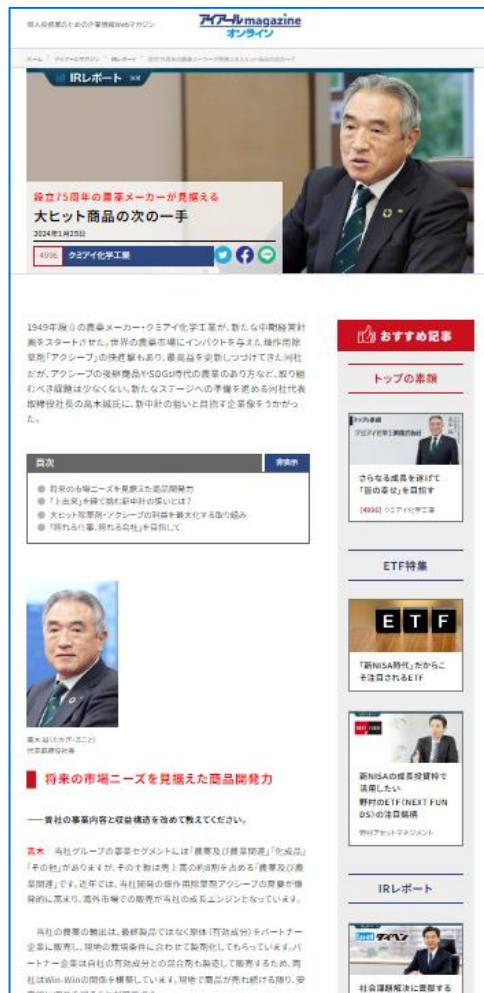 個人投資家のための企業情報Webマガジン
アイアールmagazine
オンライン
IRレポート
設立75周年の農薬メーカーが見据える
大ヒット商品の次の一手
2024年1月25日
4996 クミアイ化学工業
1949年設立の農薬メーカー・クミアイ化学工業が、新たな中期経営計
画をスタートさせた。世界の農薬市場にインパクトを与えた畑作用除
草剤「アクシーブ」の快進撃もあり、最高益を更新しつづけてきた同社
だが、アクシーブの後継商品やSDGs時代の農業のあり方など、取り組
むべき課題は少なくない。新たなステージへの準備を進める同社代表
取締役社長の高木誠氏に、新中計の狙いと目指す企業像をうかがっ
た。
目次
非表示
将来の市場ニーズを見据えた商品開発力
「上出来」を経て挑む新中計の狙いとは?
大ヒット除草剤・アクシーブの利益を最大化する取り組み
「誇れる仕事、誇れる会社」を目指して
高木 誠(たかぎ・まこと)
代表取締役社長
将来の市場ニーズを見据えた商品開発力
――貴社の事業内容と収益構造を改めて教えてください。
高木 当社グループの事業セグメントには「農薬及び農業関連」「化成品」
「その他」がありますが、その主軸は売上高の約8割を占める「農薬及び農
業関連」です。近年では、当社開発の畑作用除草剤アクシーブの需要が爆
発的に高まり、海外市場での販売が当社の成長エンジンとなっています。
当社の農薬の輸出は、最終製品ではなく原体(有効成分)をパートナー
企業に販売し、現地の栽培条件に合わせて製剤化してもらっています。パ
ートナー企業は自社の有効成分との混合剤も製造して販売するため、両
社はWin-Winの関係を構築しています。現地で商品が売れ続ける限り、安
おすすめ記事
トップの素顔
さらなる成長を遂げて
「皆の幸せ」を目指す
[4996] クミアイ化学工業
ETF特集
ETF
「新NISA時代」だからこ
そ注目されるETF
新NISAの成長投資枠で
活用したい
野村のETF(NEXT FUN
DS)の注目銘柄
野村アセットマネジメント
IRレポート
社会課題解決に貢献する